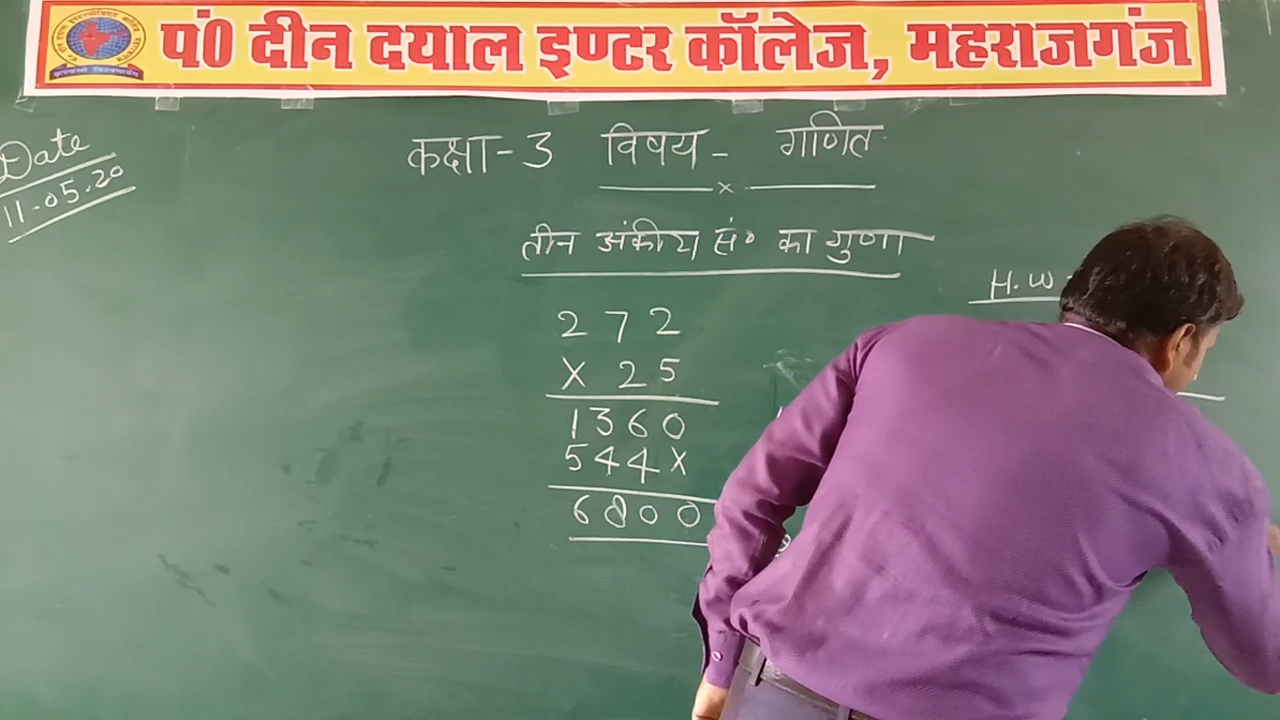 पं0 दीन दयाल इण्टर कॉलेज, महराजगंज
Date
11.05.20
कक्षा-3 विषय - गणित
तीन अंकीय सं० का गुणा
H.W
272
X 25
1360
544X
6800